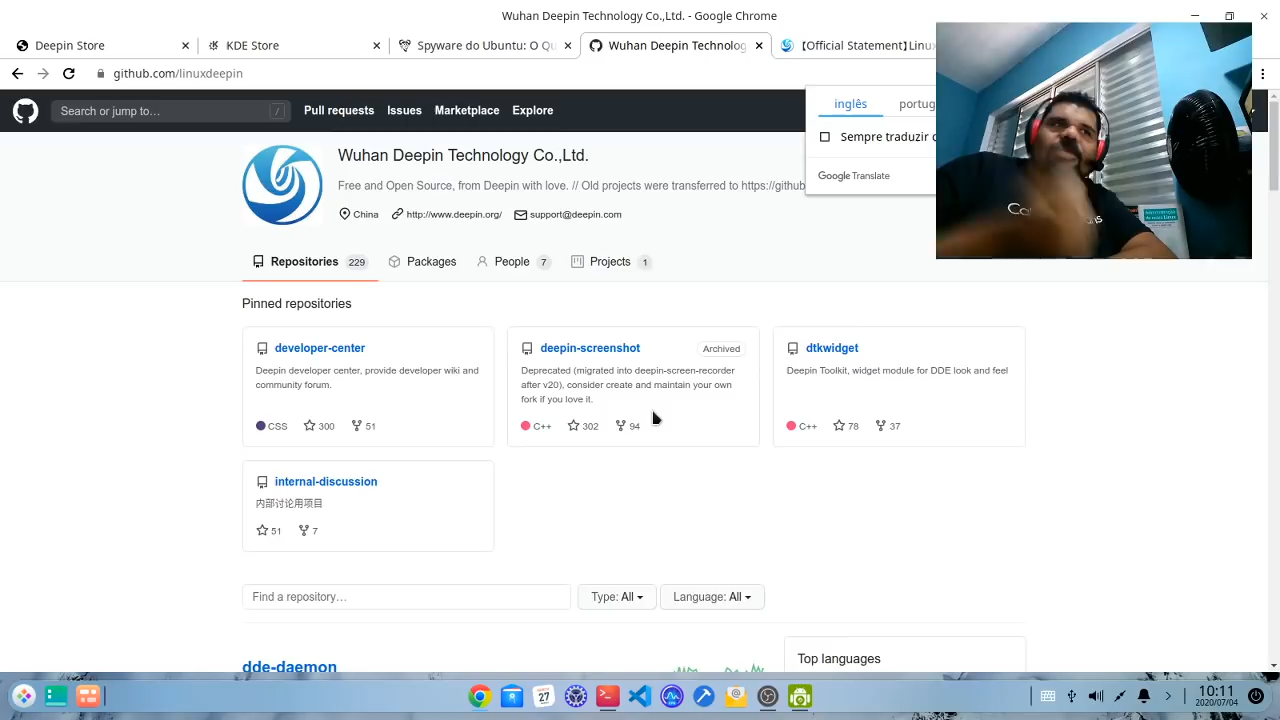 Wuhan Deepin Technology Co.,Ltd. - Google Chrome
Deepin Store
KDE Store
Spyware do Ubuntu: O Qu
Wuhan Deepin Technolog
【Official Statement】Linux
github.com/linuxdeepin
Search or jump to… /
Pull requests Issues Marketplace Explore
inglês portug
Sempre traduzir o
Google Translate
Wuhan Deepin Technology Co.,Ltd.
Free and Open Source, from Deepin with love. // Old projects were transferred to https://github
China http://www.deepin.org/ support@deepin.com
Repositories 229 Packages People 7 Projects 1
Pinned repositories
developer-center
Deepin developer center, provide developer wiki and
community forum.
CSS 300 51
deepin-screenshot Archived
Deprecated (migrated into deepin-screen-recorder
after v20), consider create and maintain your own
fork if you love it.
C++ 302 94
dtkwidget
Deepin Toolkit, widget module for DDE look and feel
C++ 78 37
internal-discussion
内部讨论用项目
51 7
Find a repository…
Type: All
Language: All
dde-daemon
Top languages
27
10:11
2020/07/04